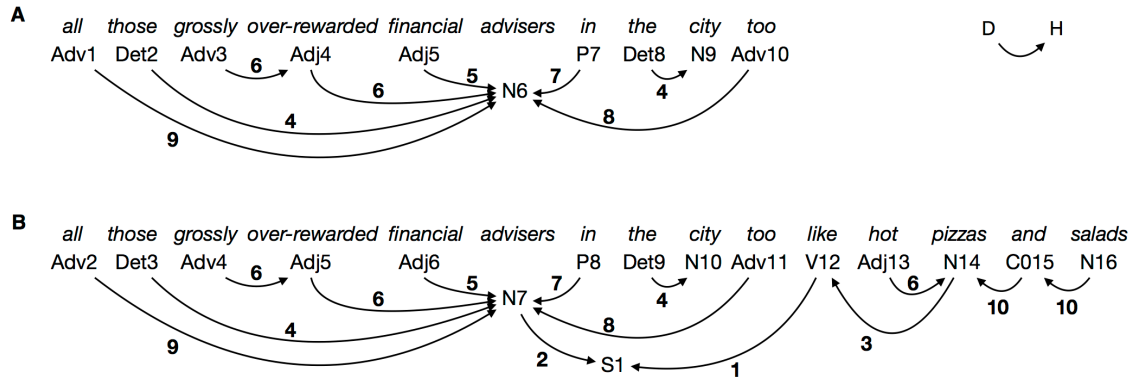 A
all those grossly over-rewarded financial advisers in the city too
Adv1 Det2 Adv3 Adj4 Adj5 P7 Det8 N9 Adv10
D H
N6
6 6 5 7 4
4 8
9
B
all those grossly over-rewarded financial advisers in the city too like hot pizzas and salads
Adv2 Det3 Adv4 Adj5 Adj6 P8 Det9 N10 Adv11 V12 Adj13 N14 C015 N16
N7
6 6 5 7 4 6 10 10
4 8
9 2 1 3
S1